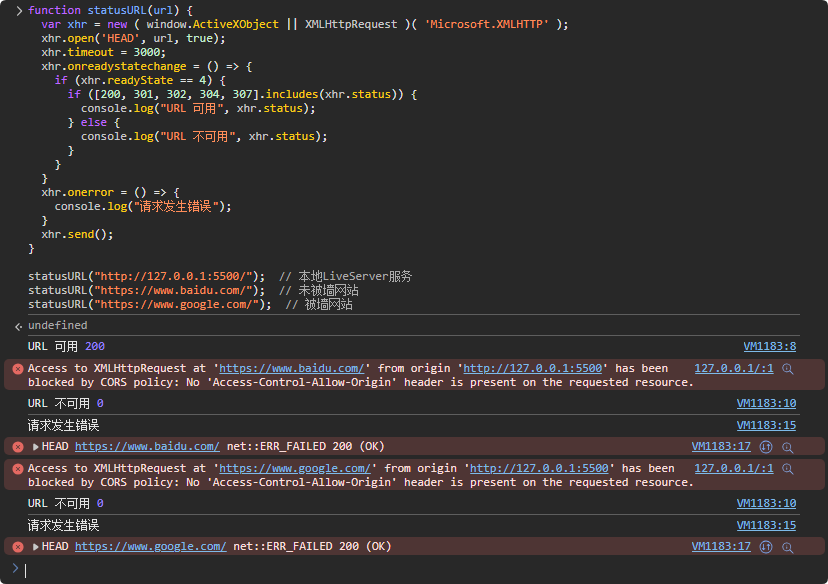 function statusURL(url) {
var xhr = new ( window.ActiveXObject || XMLHttpRequest )( 'Microsoft.XMLHTTP' );
xhr.open('HEAD', url, true);
xhr.timeout = 3000;
xhr.onreadystatechange = () => {
if (xhr.readyState == 4) {
if ([200, 301, 302, 304, 307].includes(xhr.status)) {
console.log("URL 可用", xhr.status);
} else {
console.log("URL 不可用", xhr.status);
}
}
}
xhr.onerror = () => {
console.log("请求发生错误");
}
xhr.send();
}
statusURL("http://127.0.0.1:5500/");  // 本地LiveServer服务
statusURL("https://www.baidu.com/");  // 未被墙网站
statusURL("https://www.google.com/");  // 被墙网站
undefined
URL 可用 200 VM1183:8
Access to XMLHttpRequest at 'https://www.baidu.com/' from origin 'http://127.0.0.1:5500' has been 127.0.0.1/:1
blocked by CORS policy: No 'Access-Control-Allow-Origin' header is present on the requested resource.
URL 不可用 0 VM1183:10
请求发生错误 VM1183:15
HEAD https://www.baidu.com/ net::ERR_FAILED 200 (OK) VM1183:17
Access to XMLHttpRequest at 'https://www.google.com/' from origin 'http://127.0.0.1:5500' has been 127.0.0.1/:1
blocked by CORS policy: No 'Access-Control-Allow-Origin' header is present on the requested resource.
URL 不可用 0 VM1183:10
请求发生错误 VM1183:15
HEAD https://www.google.com/ net::ERR_FAILED 200 (OK) VM1183:17